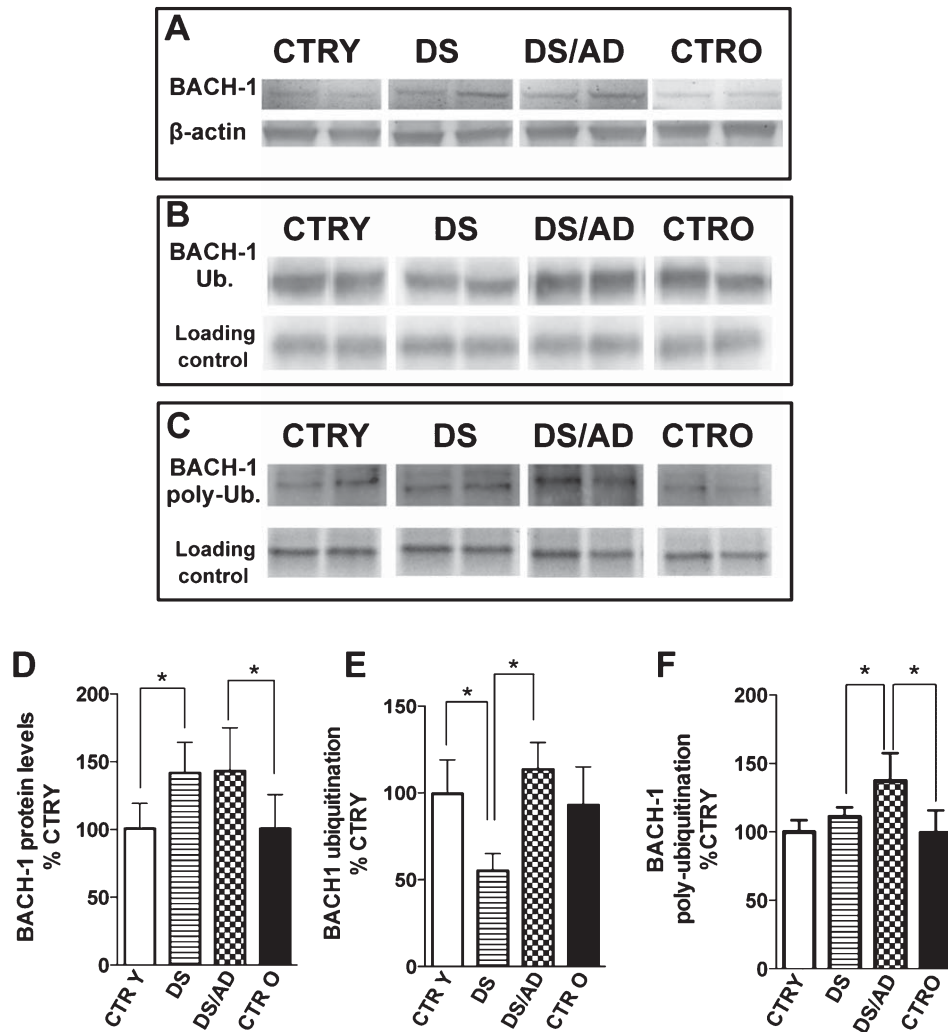 A
CTRY DS DS/AD CTRO
BACH-1
β-actin
B
CTRY DS DS/AD CTRO
BACH-1
Ub.
Loading
control
C
CTRY DS DS/AD CTRO
BACH-1
poly-Ub.
Loading
control
D
BACH-1 protein levels
% CTRY
200
150
100
50
0
* *
CTR Y DS DS/AD CTR O
E
BACH1 ubiquitination
% CTRY
150
100
50
0
* *
CTR Y DS DS/AD CTR O
F
BACH-1
poly-ubiquitination
%CTRY
200
150
100
50
0
* *
CTRY DS DS/AD CTR O